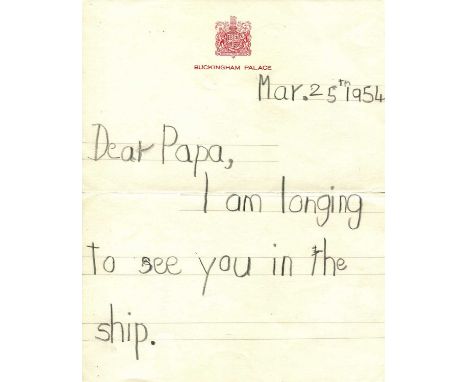 BUCKINGHAM PALACE
Mar. 25th 1954
Dear Papa,
I am longing
to see you in the
ship.